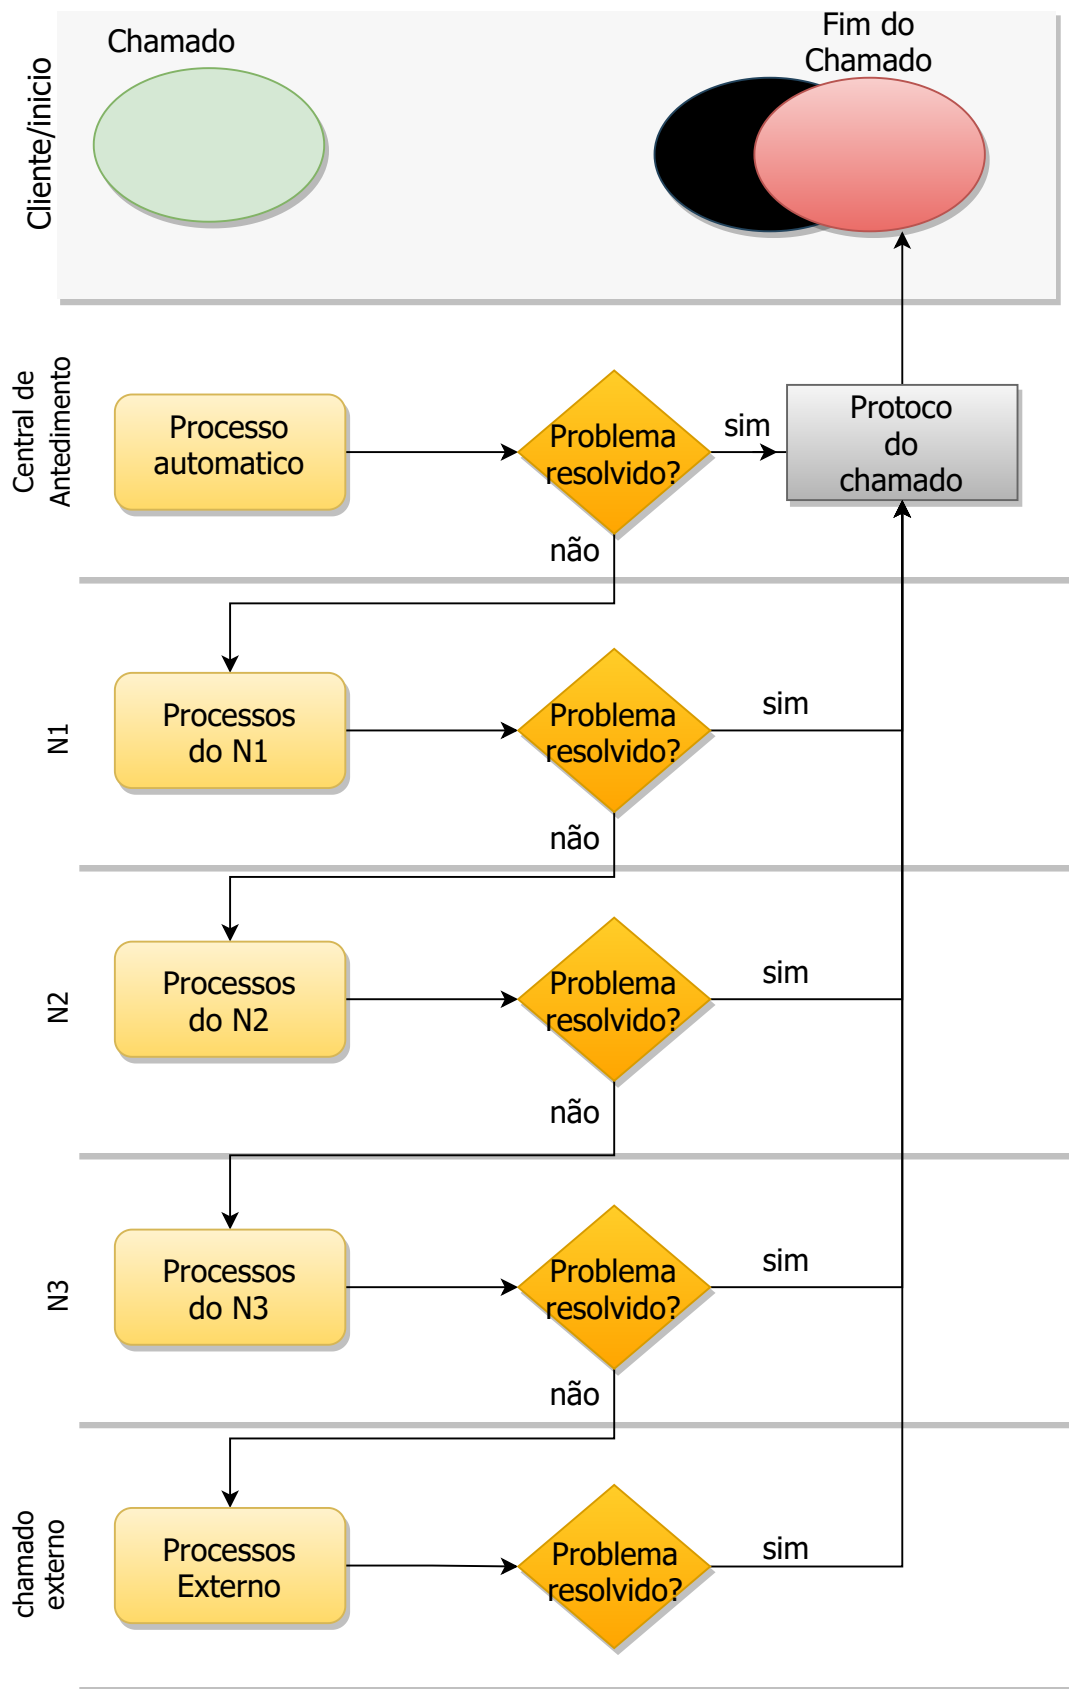 Chamado
Fim do
Chamado
Cliente/inicio
Central de
Antedimento
Processo
automatico
Problema
resolvido?
sim
Protoco
do
chamado
não
N1
Processos
do N1
Problema
resolvido?
sim
não
N2
Processos
do N2
Problema
resolvido?
sim
não
N3
Processos
do N3
Problema
resolvido?
sim
não
chamado
externo
Processos
Externo
Problema
resolvido?
sim